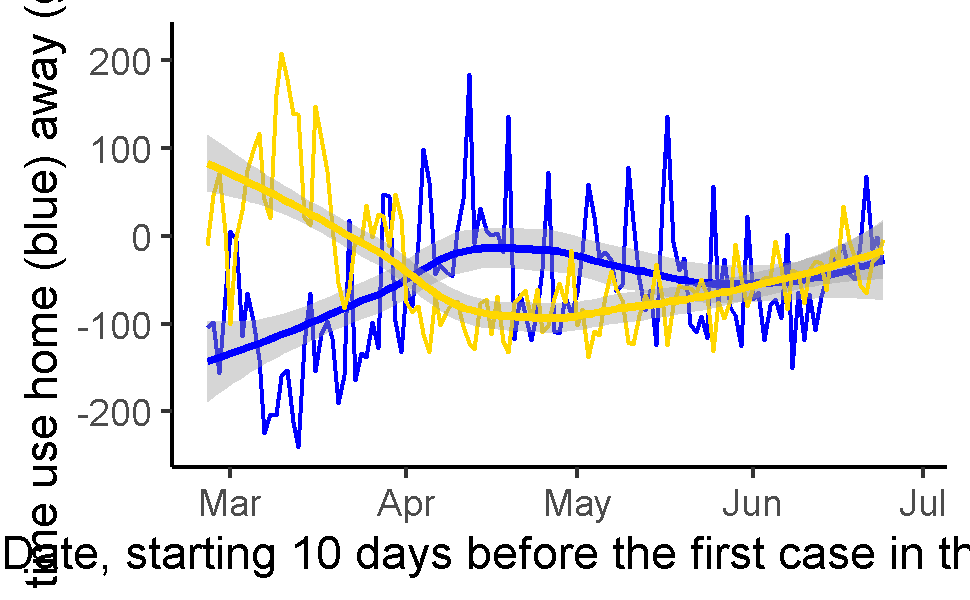 time use home (blue) away (
200
100
0
-100
-200
Mar Apr May Jun Jul
Date, starting 10 days before the first case in th